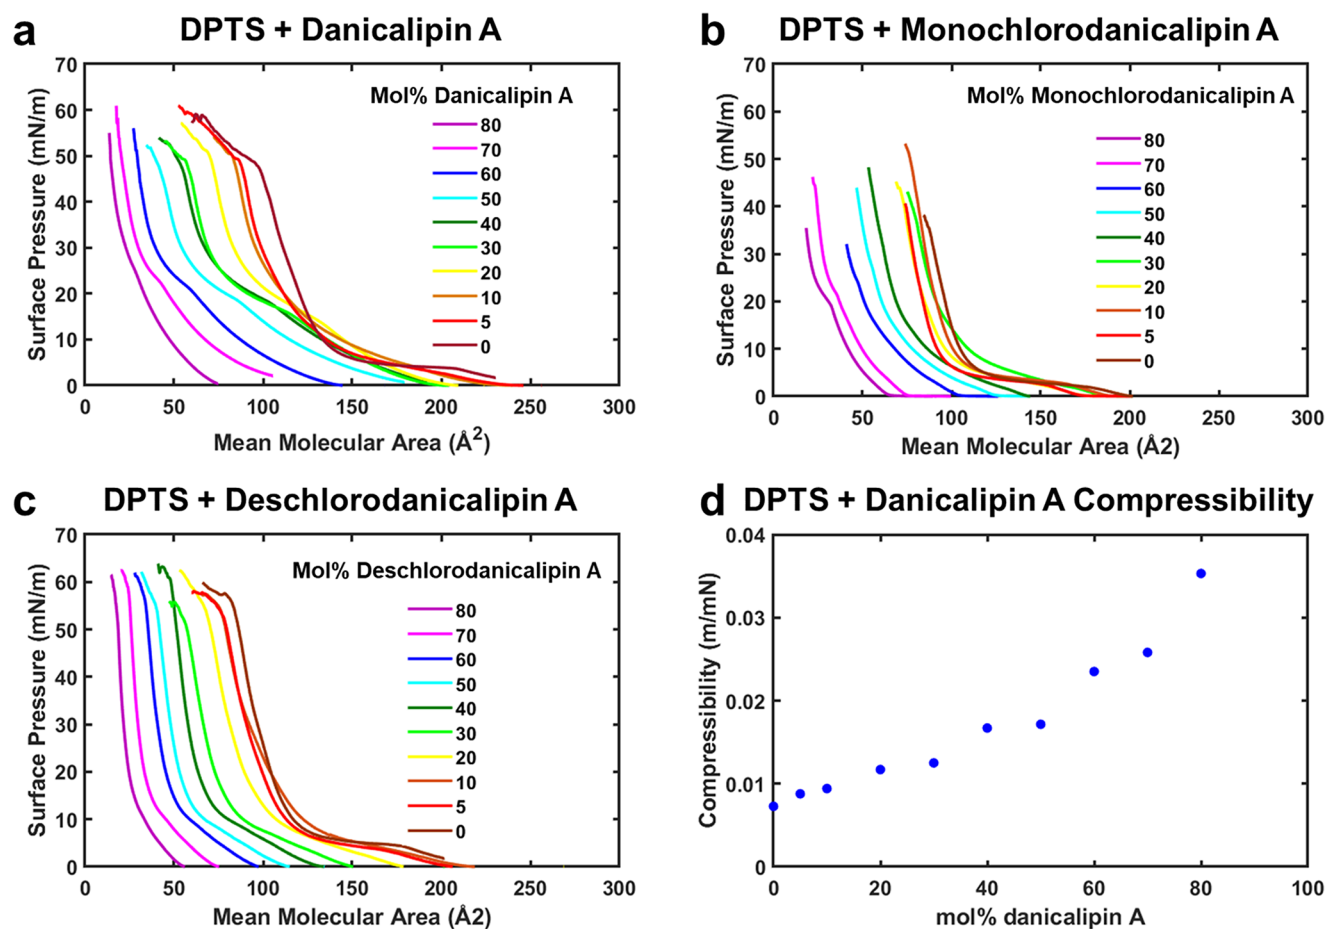 a
DPTS + Danicalipin A
Surface Pressure (mN/m)
70
60
50
40
30
20
10
0
Mol% Danicalipin A
80
70
60
50
40
30
20
10
5
0
0 50 100 150 200 250 300
Mean Molecular Area (Å²)
b
DPTS + Monochlorodanicalipin A
Surface Pressure (mN/m)
70
60
50
40
30
20
10
0
Mol% Monochlorodanicalipin A
80
70
60
50
40
30
20
10
5
0
0 50 100 150 200 250 300
Mean Molecular Area (Å2)
c
DPTS + Deschlorodanicalipin A
Surface Pressure (mN/m)
70
60
50
40
30
20
10
0
Mol% Deschlorodanicalipin A
80
70
60
50
40
30
20
10
5
0
0 50 100 150 200 250 300
Mean Molecular Area (Å2)
d
DPTS + Danicalipin A Compressibility
Compressibility (m/mN)
0.04
0.03
0.02
0.01
0
0 20 40 60 80 100
mol% danicalipin A